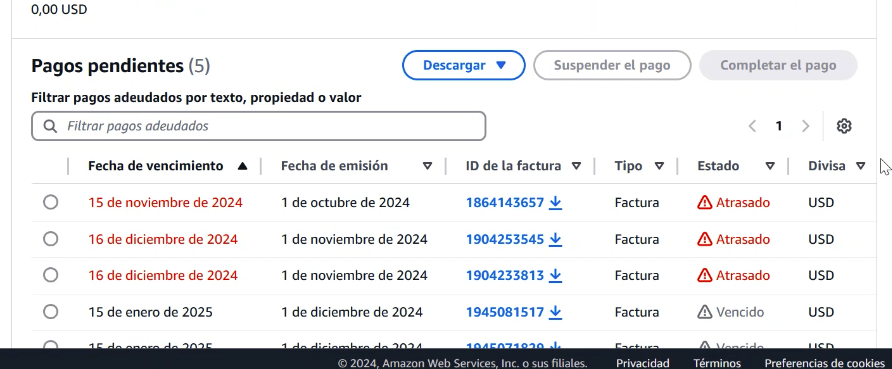 0,00 USD
Pagos pendientes (5)
Descargar
Suspender el pago
Completar el pago
Filtrar pagos adeudados por texto, propiedad o valor
Filtrar pagos adeudados
1
Fecha de vencimiento Fecha de emisión ID de la factura Tipo Estado Divisa
15 de noviembre de 2024 1 de octubre de 2024 1864143657 Factura Atrasado USD
16 de diciembre de 2024 1 de noviembre de 2024 1904253545 Factura Atrasado USD
16 de diciembre de 2024 1 de noviembre de 2024 1904233813 Factura Atrasado USD
15 de enero de 2025 1 de diciembre de 2024 1945081517 Factura Vencido USD
15 de enero de 2025 1 de diciembre de 2024 Factura Vencido USD
© 2024, Amazon Web Services, Inc. o sus filiales. Privacidad Términos Preferencias de cookies